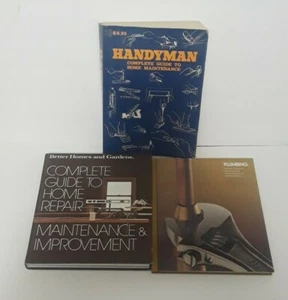 $4.95
HANDYMAN
COMPLETE GUIDE TO
HOME MAINTENANCE
Better Homes and Gardens.
COMPLETE
GUIDE TO
HOME
REPAIR
MAINTENANCE &
IMPROVEMENT
PLUMBING